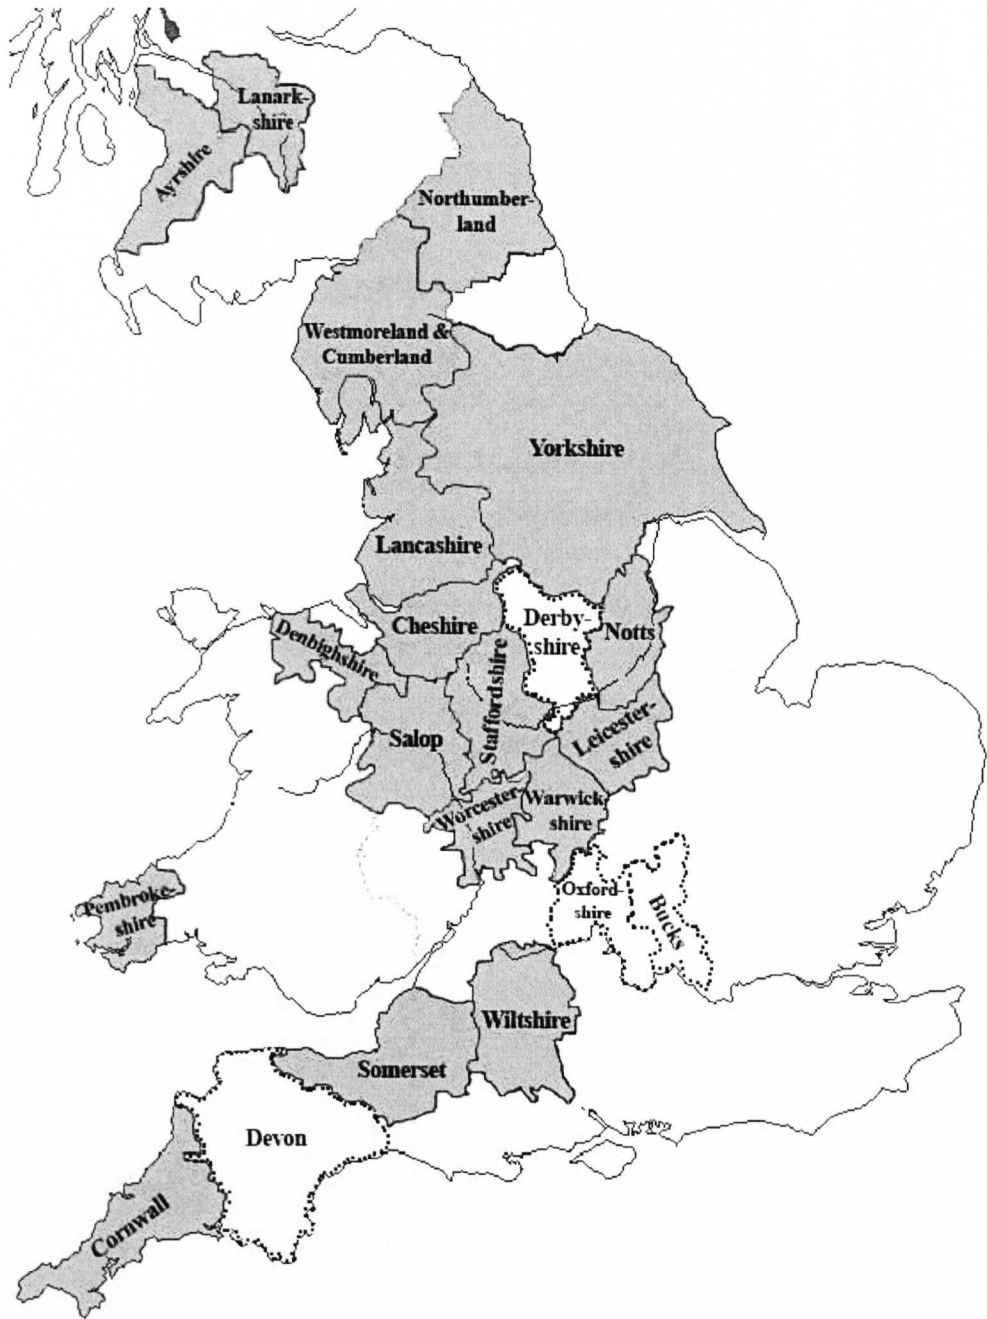 Lanark-
shire
Ayrshire
Northumber-
land
Westmoreland &
Cumberland
Yorkshire
Lancashire
Cheshire
Derby-
shire
Notts
Denbighshire
Staffordshire
Salop
Leicester-
shire
Worcester-
shire
Warwick
shire
Pembroke-
shire
Oxford-
shire
Bucks
Wiltshire
Somerset
Devon
Cornwall